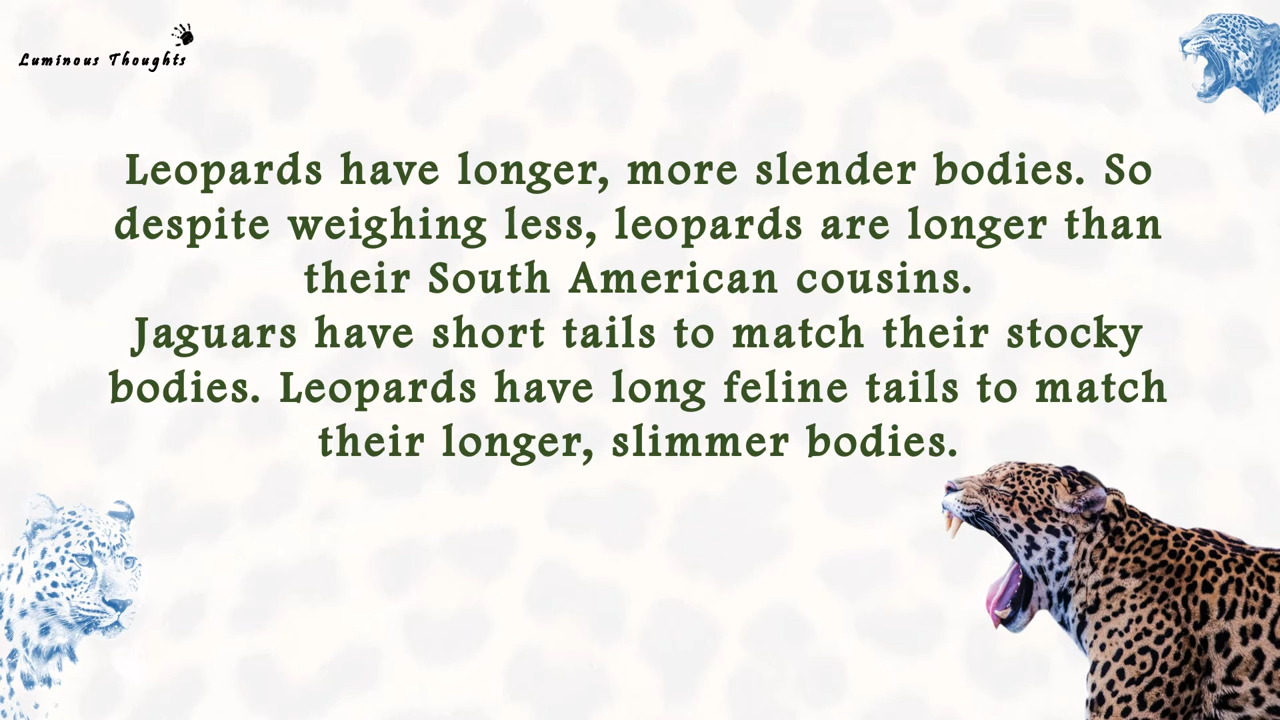 Luminous Thoughts
Leopards have longer, more slender bodies. So
despite weighing less, leopards are longer than
their South American cousins.
Jaguars have short tails to match their stocky
bodies. Leopards have long feline tails to match
their longer, slimmer bodies.